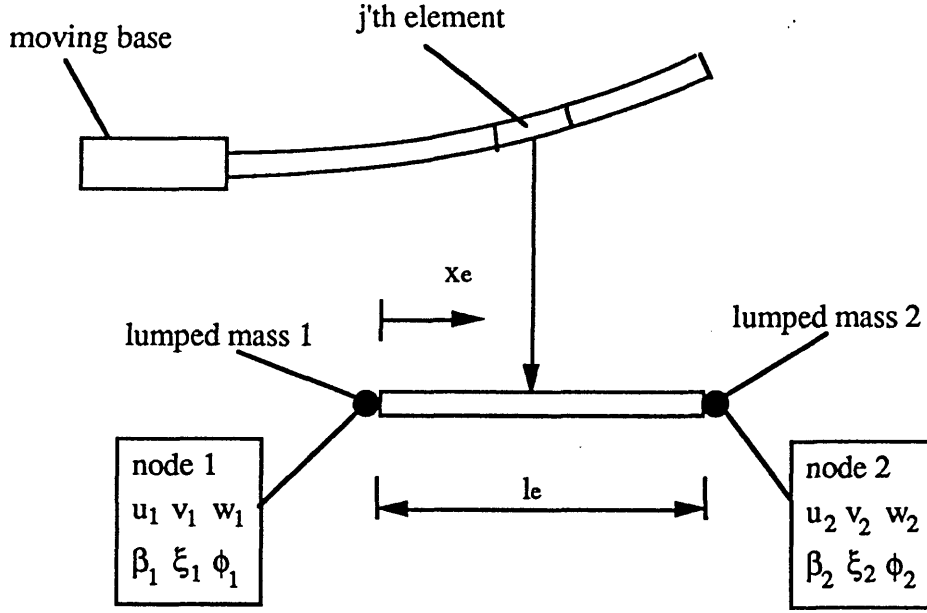 j'th element
moving base
xe
lumped mass 1
lumped mass 2
node 1
u₁ v₁ w₁
β₁ ξ₁ ϕ₁
le
node 2
u₂ v₂ w₂
β₂ ξ₂ ϕ₂